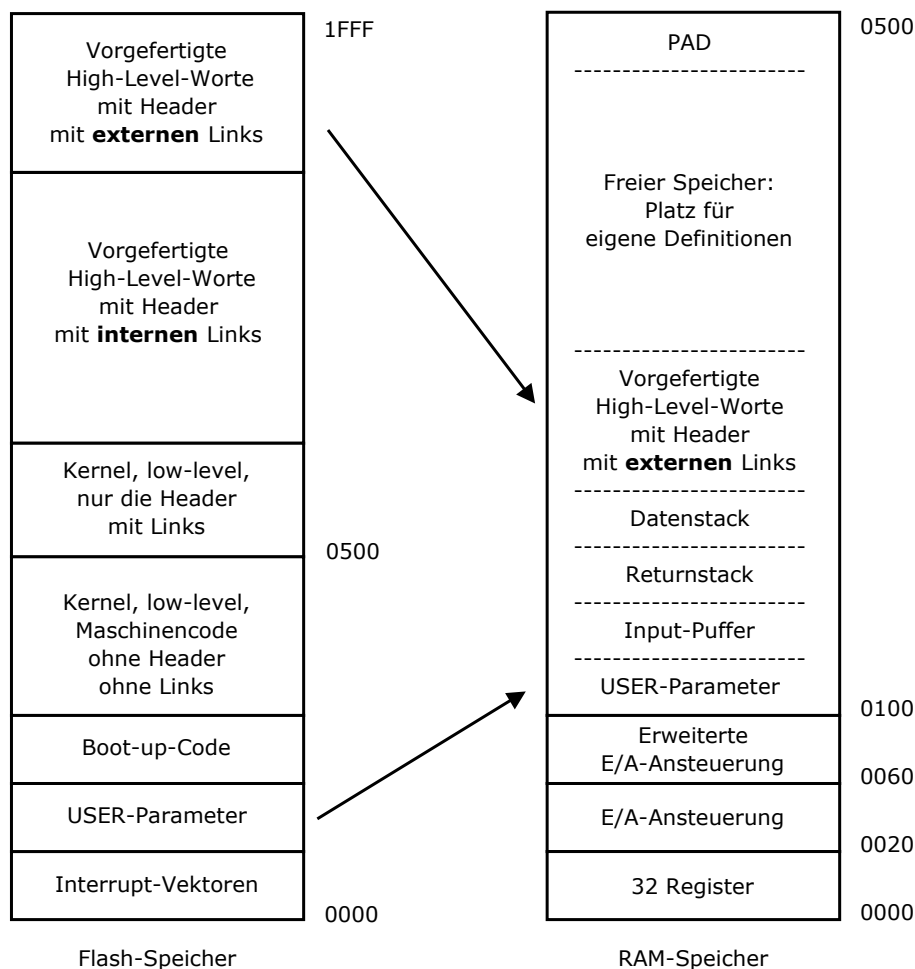 1FFF
Vorgefertigte
High-Level-Worte
mit Header
mit externen Links
Vorgefertigte
High-Level-Worte
mit Header
mit internen Links
Kernel, low-level,
nur die Header
mit Links
0500
Kernel, low-level,
Maschinencode
ohne Header
ohne Links
Boot-up-Code
USER-Parameter
Interrupt-Vektoren
0000
Flash-Speicher
0500
PAD
Freier Speicher:
Platz für
eigene Definitionen
Vorgefertigte
High-Level-Worte
mit Header
mit externen Links
Datenstack
Returnstack
Input-Puffer
USER-Parameter
0100
Erweiterte
E/A-Ansteuerung
0060
E/A-Ansteuerung
0020
32 Register
0000
RAM-Speicher